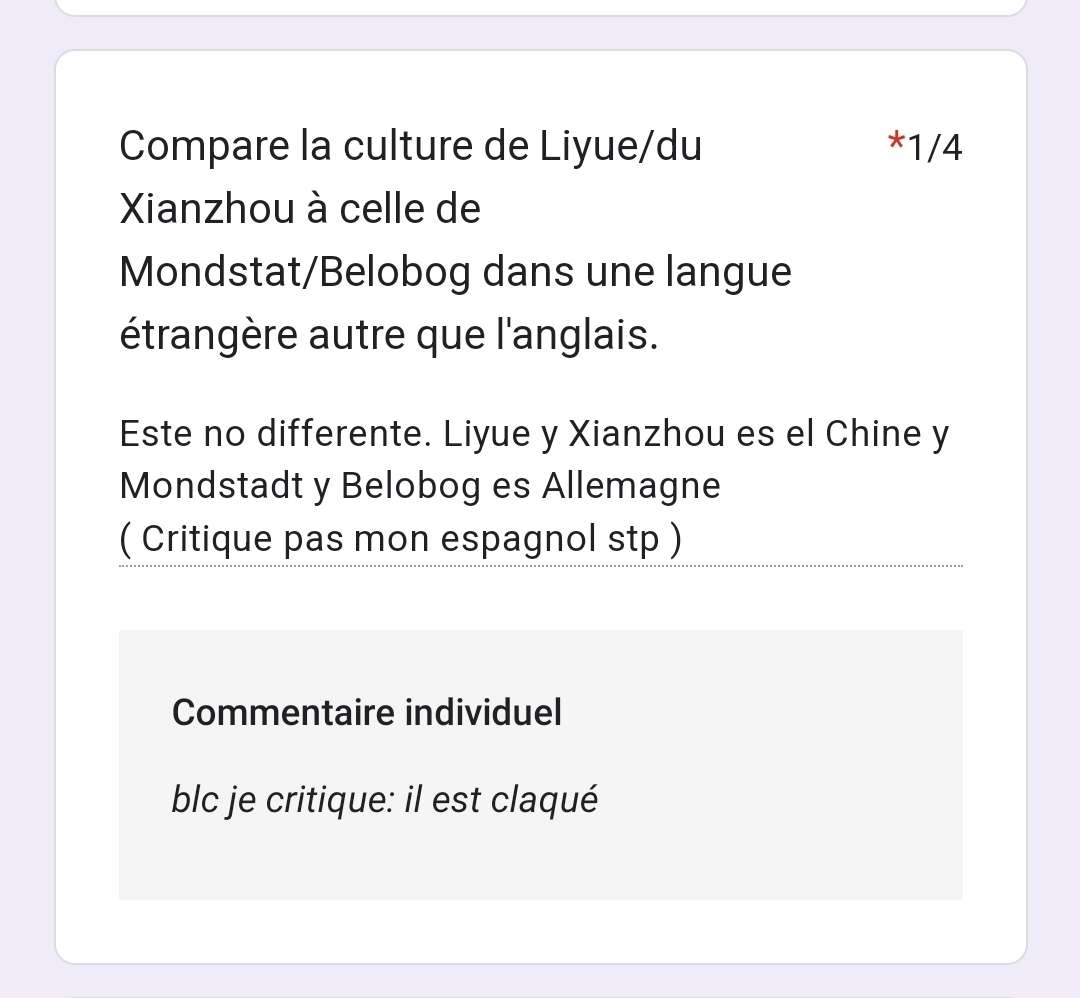 Compare la culture de Liyue/du
*1/4
Xianzhou à celle de
Mondstat/Belobog dans une langue
étrangère autre que l'anglais.
Este no differente. Liyue y Xianzhou es el Chine y
Mondstadt y Belobog es Allemagne
( Critique pas mon espagnol stp )
Commentaire individuel
blc je critique: il est claqué